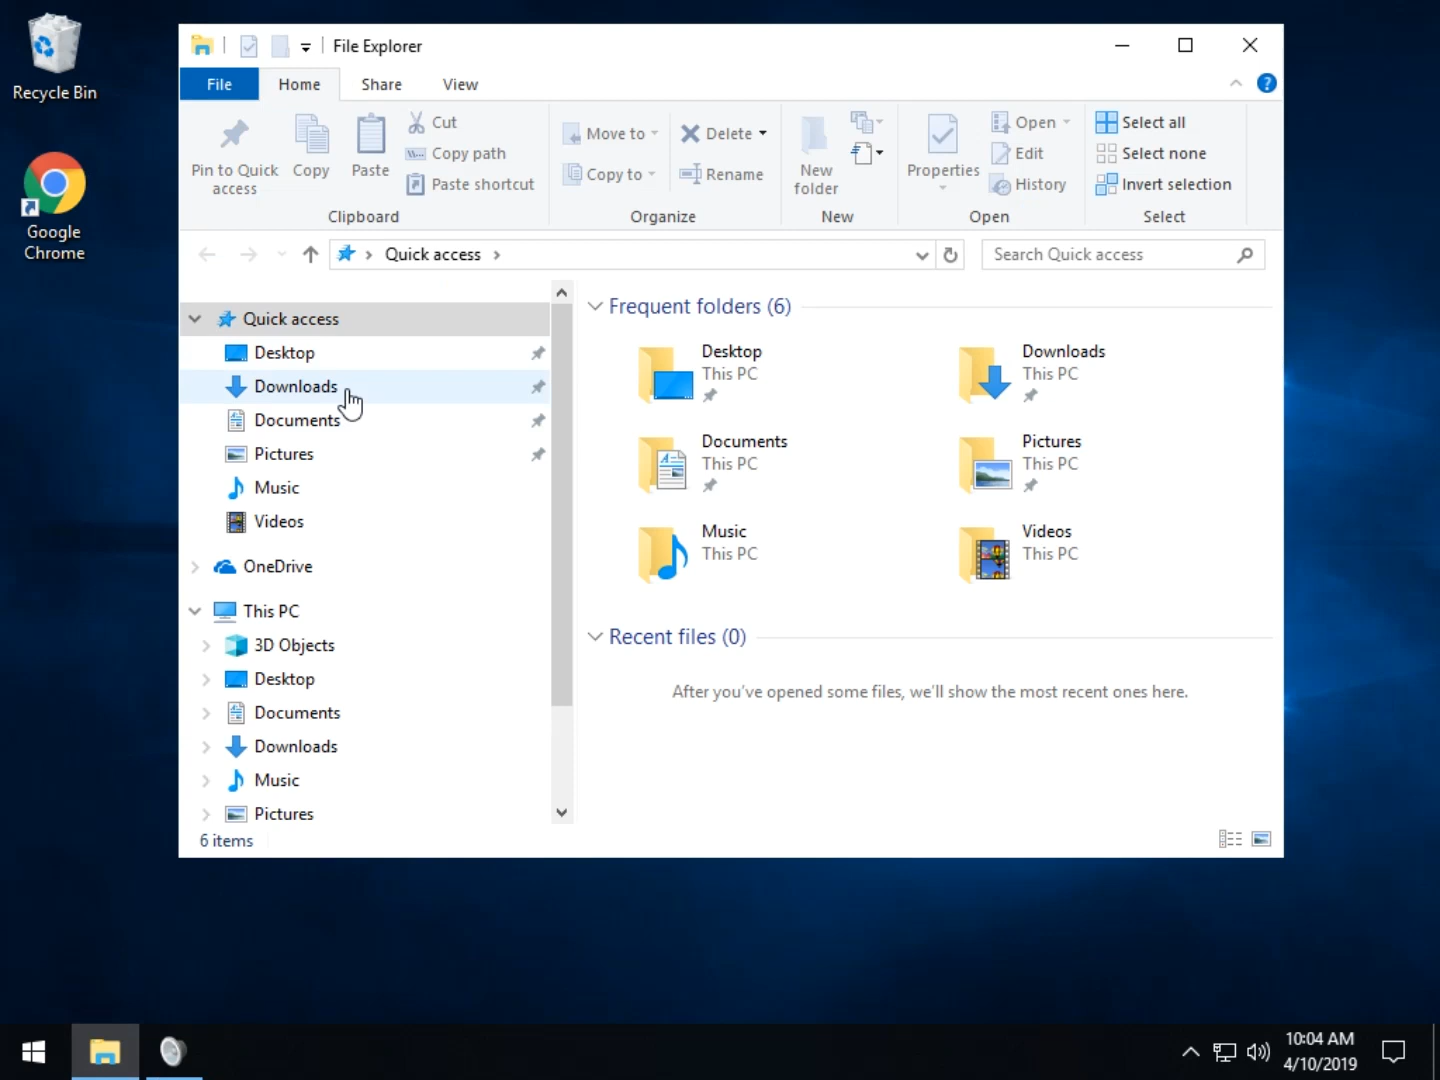 Recycle Bin
Google
Chrome
File Explorer
File
Home
Share
View
Pin to Quick
access
Copy
Paste
Cut
Copy path
Paste shortcut
Clipboard
Move to
Copy to
Delete
Rename
Organize
New
folder
New
Properties
Open
Edit
History
Open
Select all
Select none
Invert selection
Select
Quick access
Search Quick access
Quick access
Desktop
Downloads
Documents
Pictures
Music
Videos
OneDrive
This PC
3D Objects
Desktop
Documents
Downloads
Music
Pictures
Frequent folders (6)
Desktop
This PC
Downloads
This PC
Documents
This PC
Pictures
This PC
Music
This PC
Videos
This PC
Recent files (0)
After you've opened some files, we'll show the most recent ones here.
6 items
10:04 AM
4/10/2019